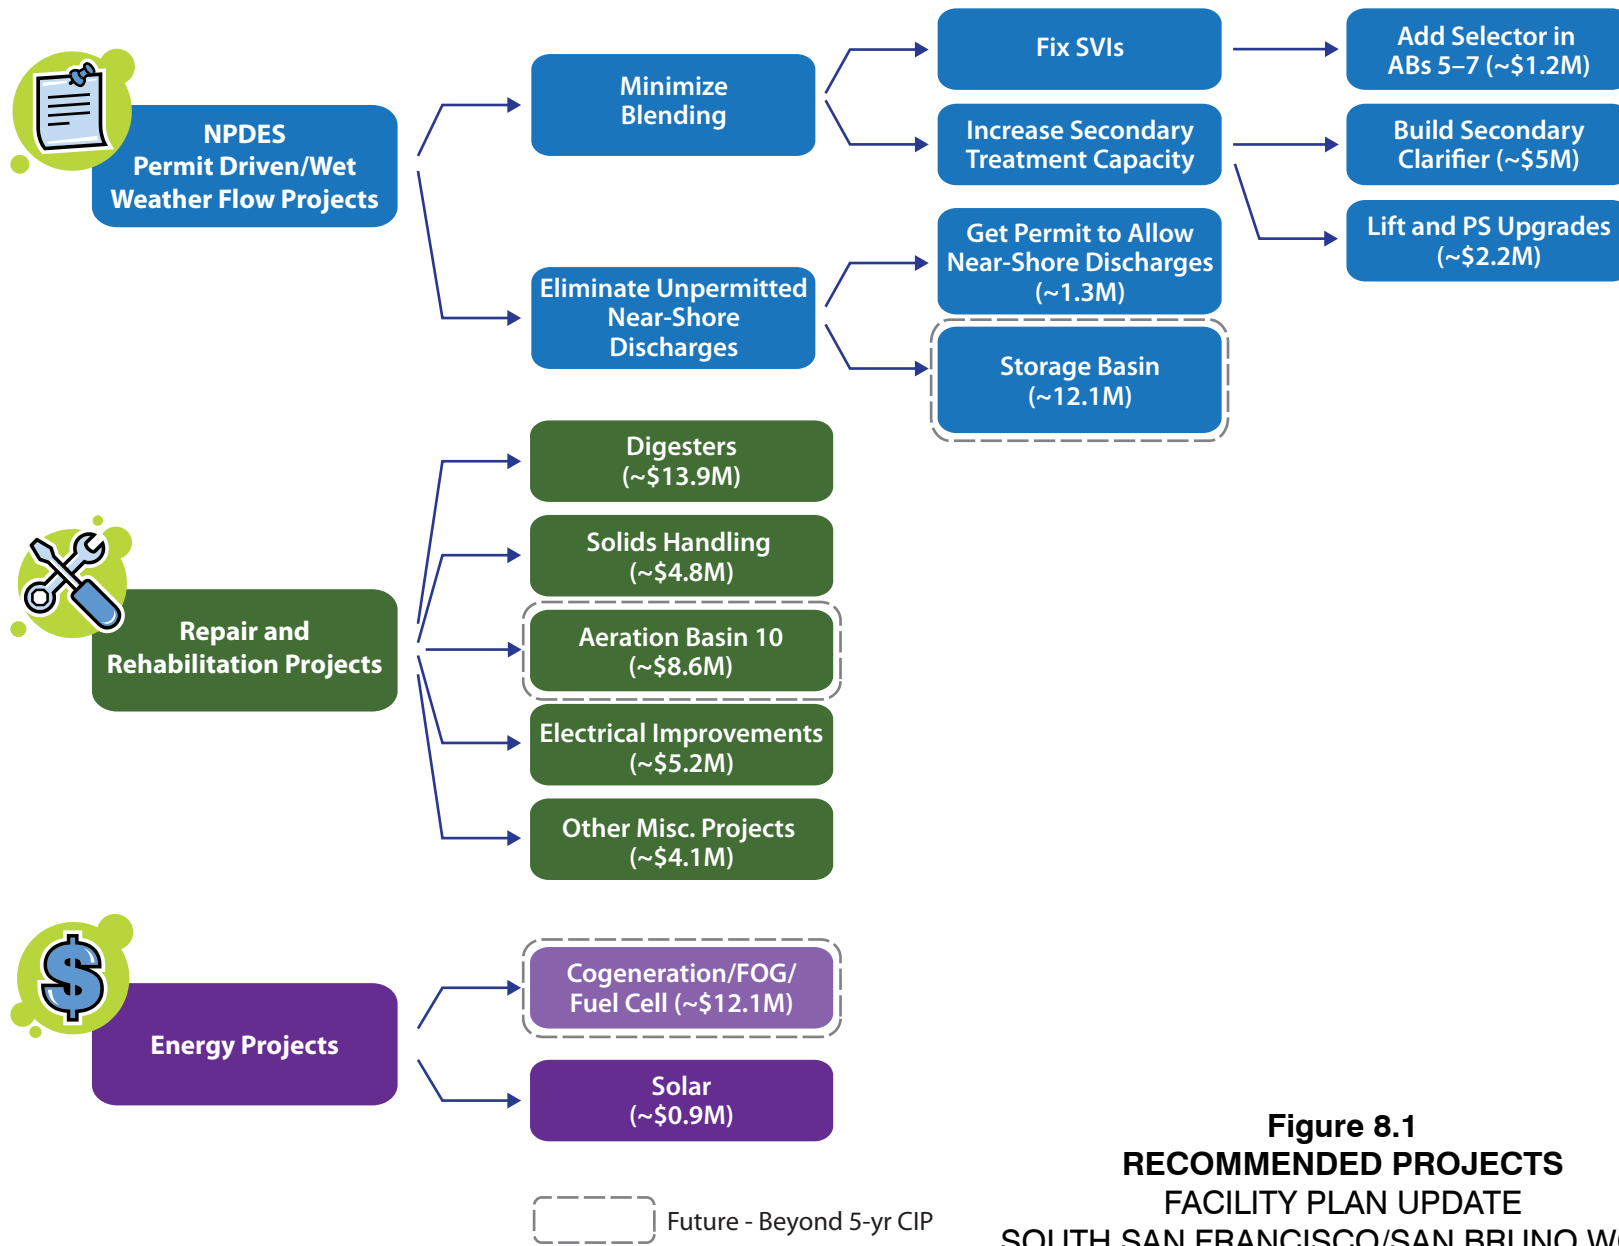 NPDES
Permit Driven/Wet
Weather Flow Projects
Minimize
Blending
Fix SVIs
Add Selector in
ABs 5–7 (~$1.2M)
Increase Secondary
Treatment Capacity
Build Secondary
Clarifier (~$5M)
Lift and PS Upgrades
(~$2.2M)
Eliminate Unpermitted
Near-Shore
Discharges
Get Permit to Allow
Near-Shore Discharges
(~1.3M)
Storage Basin
(~12.1M)
Repair and
Rehabilitation Projects
Digesters
(~$13.9M)
Solids Handling
(~$4.8M)
Aeration Basin 10
(~$8.6M)
Electrical Improvements
(~$5.2M)
Other Misc. Projects
(~$4.1M)
$
Energy Projects
Cogeneration/FOG/
Fuel Cell (~$12.1M)
Solar
(~$0.9M)
Future - Beyond 5-yr CIP
Figure 8.1
RECOMMENDED PROJECTS
FACILITY PLAN UPDATE
SOUTH SAN FRANCISCO/SAN BRUNO